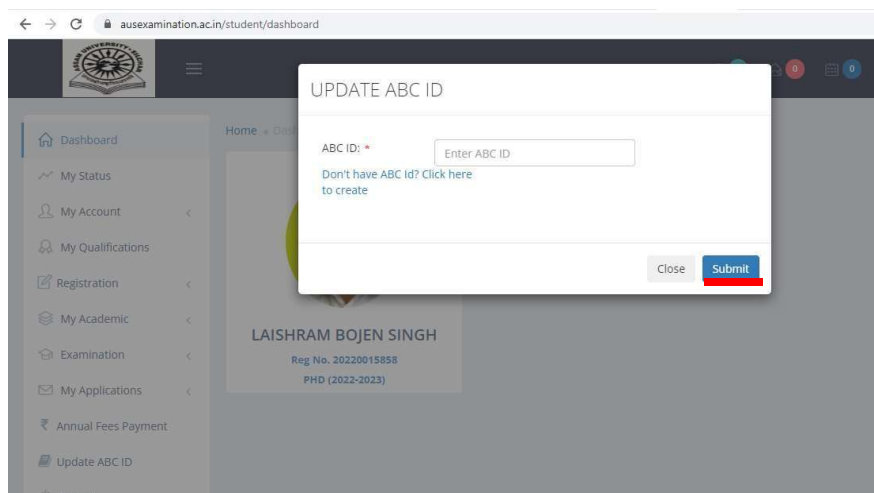 ausexamination.ac.in/student/dashboard
ASSAM UNIVERSITY
UPDATE ABC ID
0
0
Dashboard
My Status
My Account
My Qualifications
Registration
My Academic
Examination
My Applications
₹ Annual Fees Payment
Update ABC ID
Home
ABC ID: *
Enter ABC ID
Don't have ABC Id? Click here
to create
Close
Submit
LAISHRAM BOJEN SINGH
Reg No. 20220015858
PHD (2022-2023)